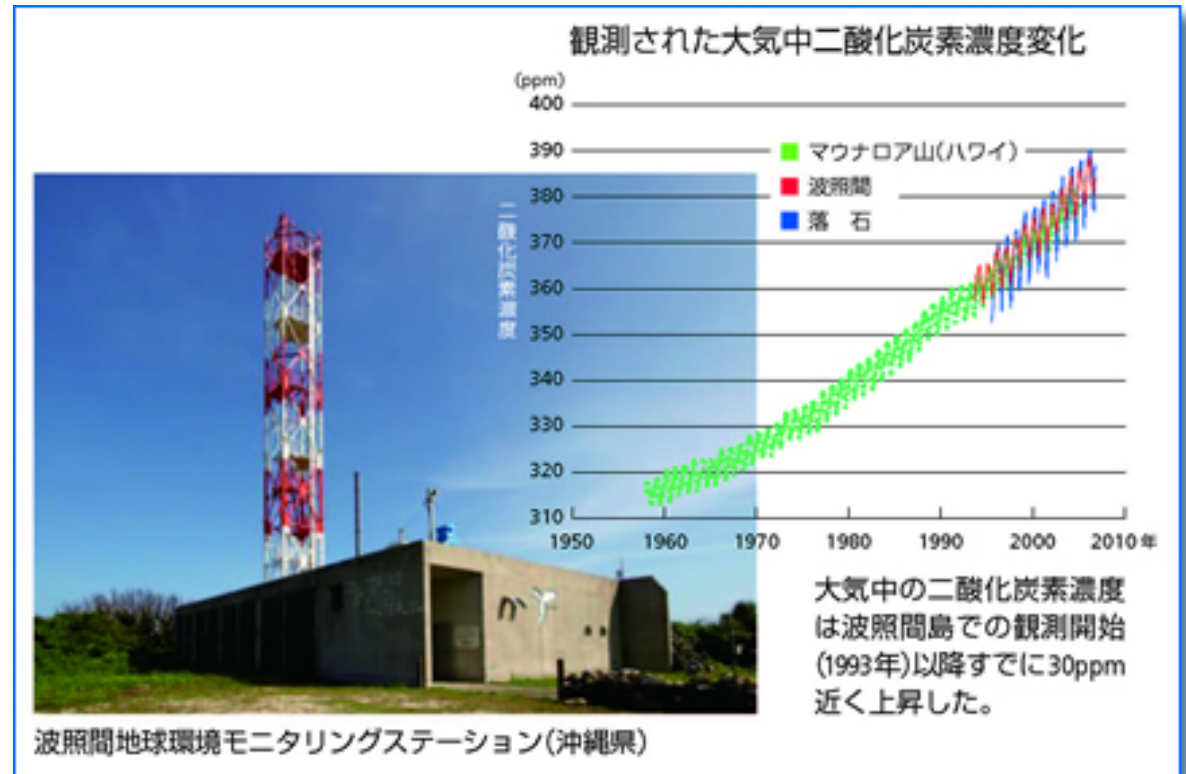 観測された大気中二酸化炭素濃度変化
(ppm)
400
390
380
370
360
350
340
330
320
310
二酸化炭素濃度
マウナロア山(ハワイ)
波照間
落 石
1950 1960 1970 1980 1990 2000 2010年
かぜ
大気中の二酸化炭素濃度
は波照間島での観測開始
(1993年)以降すでに30ppm
近く上昇した。
波照間地球環境モニタリングステーション(沖縄県)